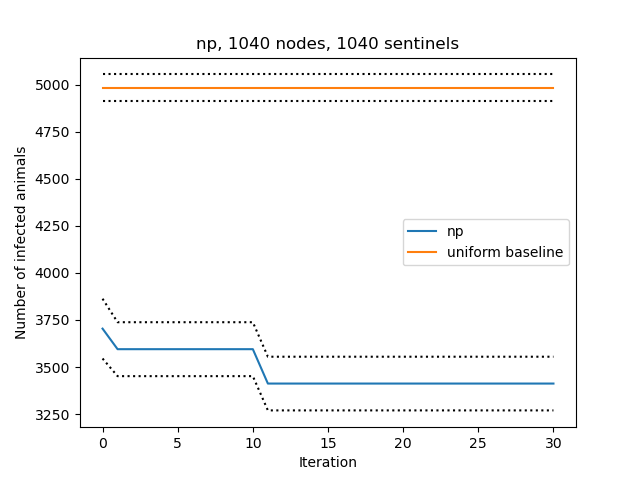 np, 1040 nodes, 1040 sentinels
Number of infected animals
5000
4750
4500
4250
4000
3750
3500
3250
np
uniform baseline
0 5 10 15 20 25 30
Iteration